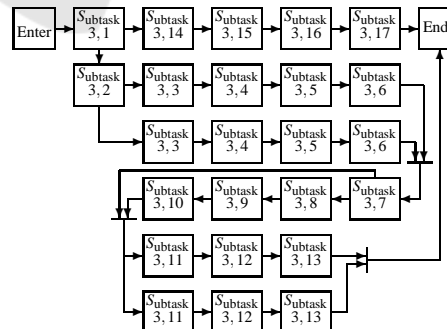 Enter
Subtask
3, 1
Subtask
3, 14
Subtask
3, 15
Subtask
3, 16
Subtask
3, 17
End
Subtask
3, 2
Subtask
3, 3
Subtask
3, 4
Subtask
3, 5
Subtask
3, 6
Subtask
3, 3
Subtask
3, 4
Subtask
3, 5
Subtask
3, 6
Subtask
3, 10
Subtask
3, 9
Subtask
3, 8
Subtask
3, 7
Subtask
3, 11
Subtask
3, 12
Subtask
3, 13
Subtask
3, 11
Subtask
3, 12
Subtask
3, 13